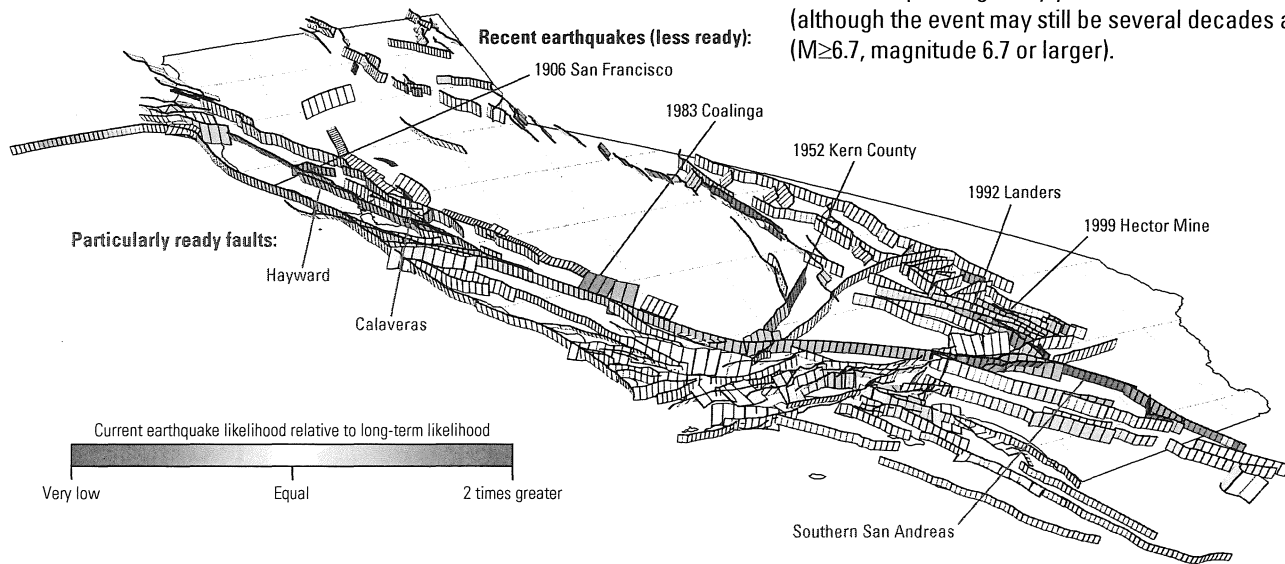 (although the event may still be several decades
(M≥6.7, magnitude 6.7 or larger).
Recent earthquakes (less ready):
1906 San Francisco
1983 Coalinga
1952 Kern County
1992 Landers
1999 Hector Mine
Particularly ready faults:
Hayward
Calaveras
Southern San Andreas
Current earthquake likelihood relative to long-term likelihood
Very low
Equal
2 times greater